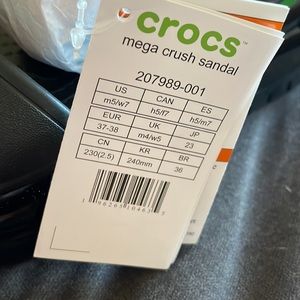 crocs™
mega crush sandal
207989-001
US CAN ES
m5/w7 h5/f7 h5/m7
EUR UK JP
37-38 m4/w5 23
CN KR BR
230(2.5) 240mm 36